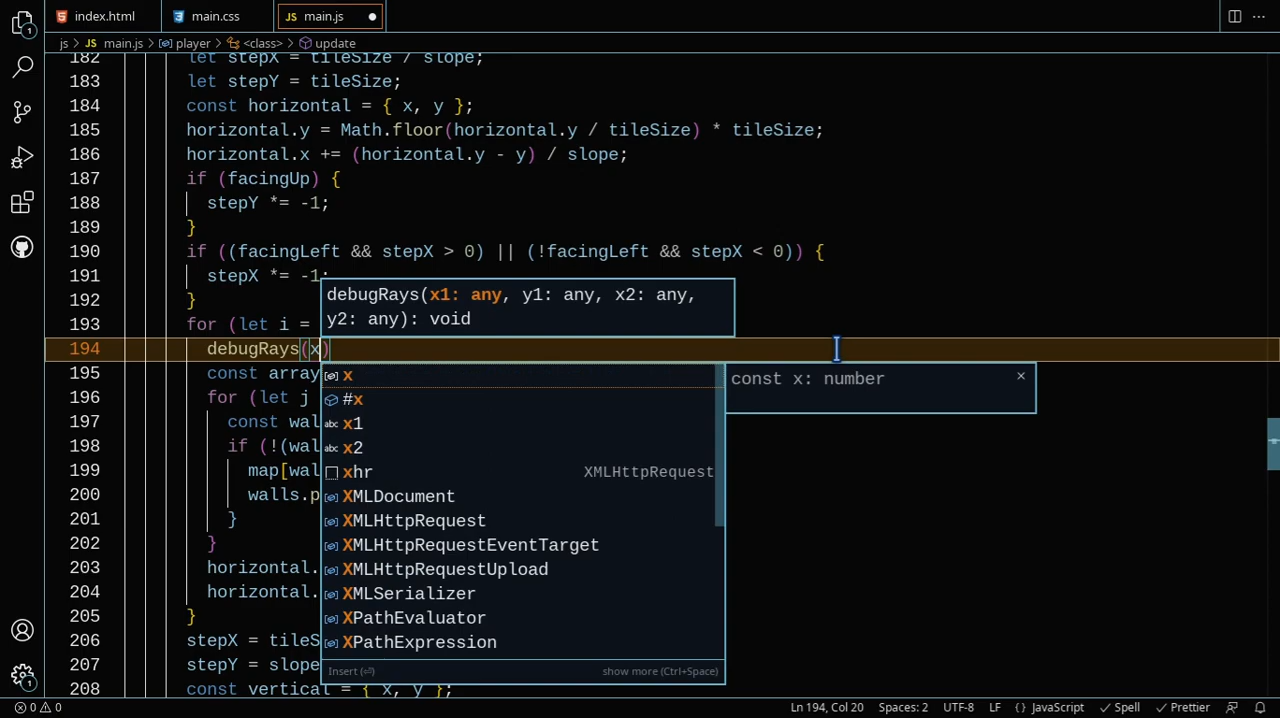 index.html
main.css
JS main.js
js > JS main.js > player > <class> > update
182 let stepX = tileSize / slope;
183 let stepY = tileSize;
184 const horizontal = { x, y };
185 horizontal.y = Math.floor(horizontal.y / tileSize) * tileSize;
186 horizontal.x += (horizontal.y - y) / slope;
187 if (facingUp) {
188 stepY *= -1;
189 }
190 if ((facingLeft && stepX > 0) || (!facingLeft && stepX < 0)) {
191 stepX *= -1;
192 }
debugRays(x1: any, y1: any, x2: any,
y2: any): void
193 for (let i =
194 debugRays(x)
195 const array
196 for (let j
197 const wal
198 if (!(wal
199 map[wal
200 walls.p
201 }
202 }
203 horizontal.
204 horizontal.
205 }
206 stepX = tileS
207 stepY = slope
208 const vertical = { x, y };
x
#x
abc x1
abc x2
xhr XMLHttpRequest
XMLDocument
XMLHttpRequest
XMLHttpRequestEventTarget
XMLHttpRequestUpload
XMLSerializer
XPathEvaluator
XPathExpression
Insert (⏎) show more (Ctrl+Space)
const x: number ×
1
1
0 0 Ln 194, Col 20 Spaces: 2 UTF-8 LF {} JavaScript ✓ Spell ✓ Prettier